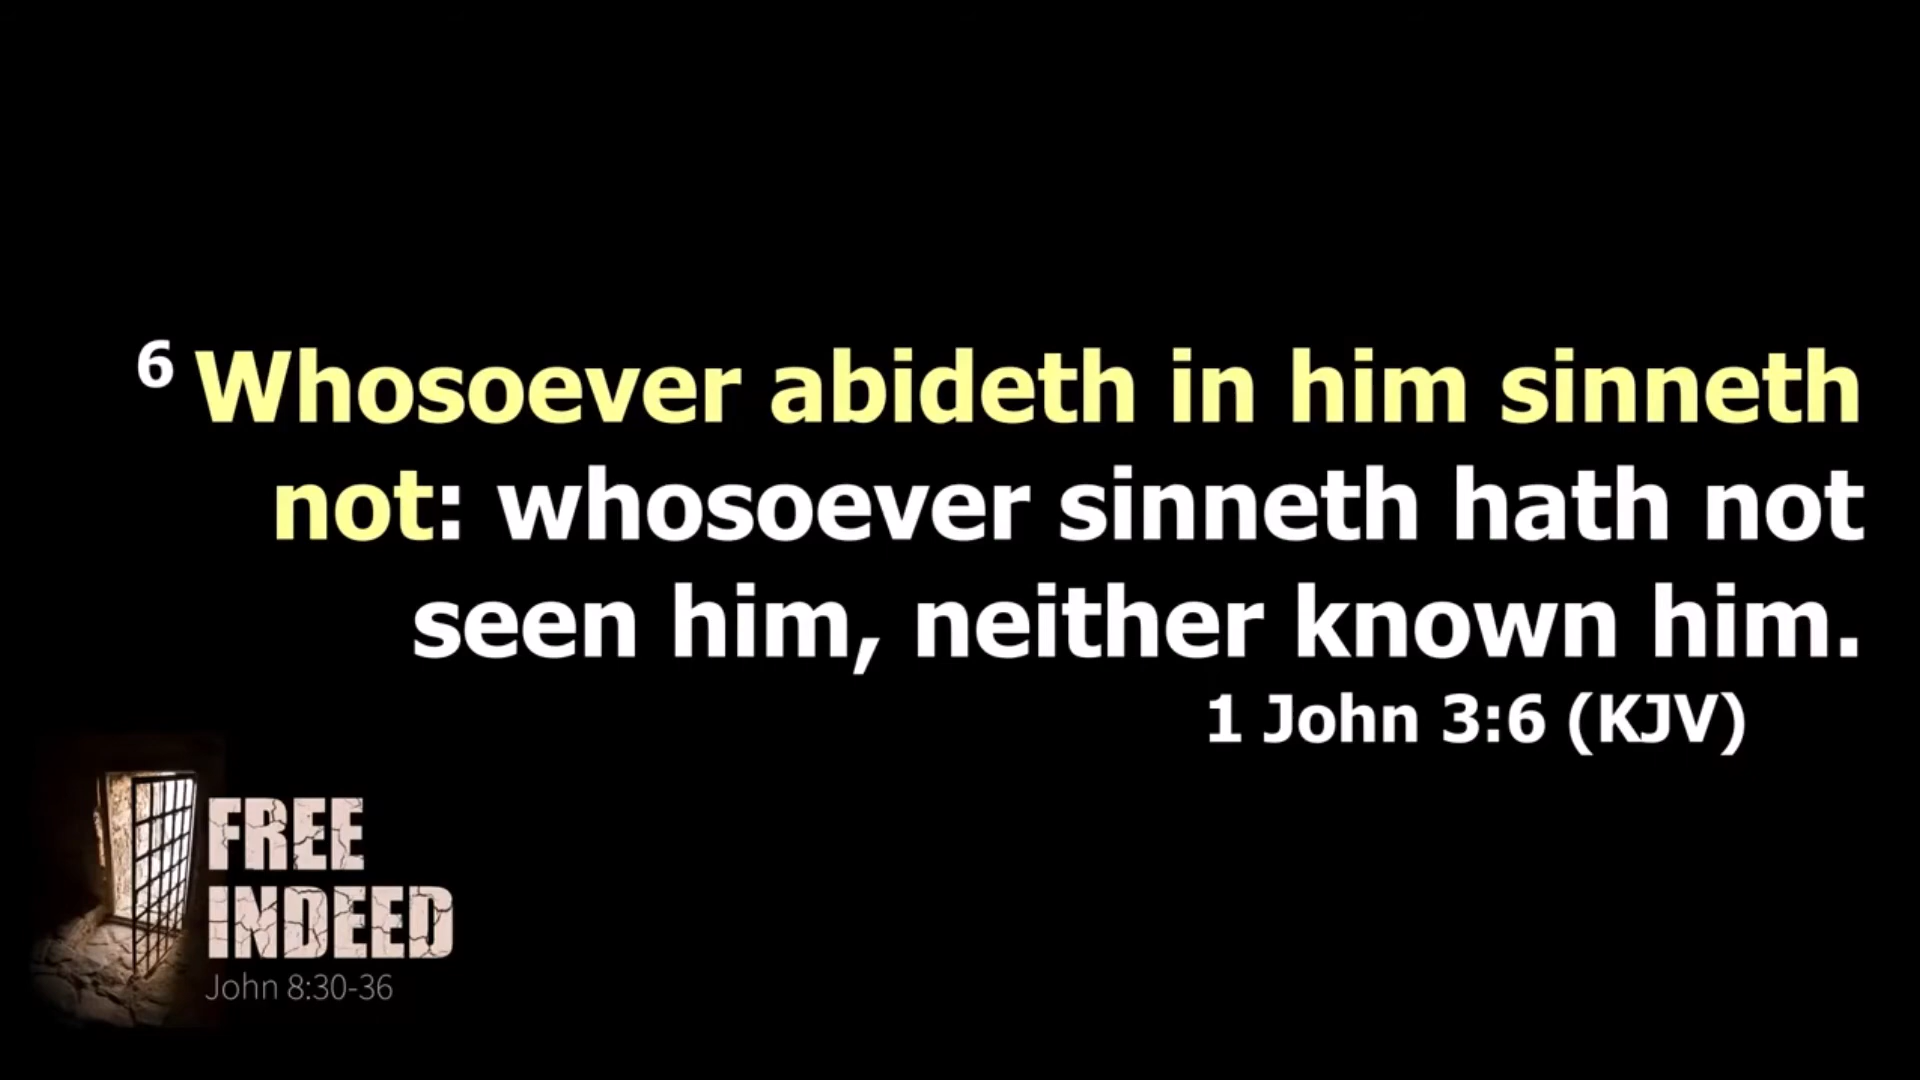 6 Whosoever abideth in him sinneth
not: whosoever sinneth hath not
seen him, neither known him.
1 John 3:6 (KJV)
FREE
INDEED
John 8:30-36